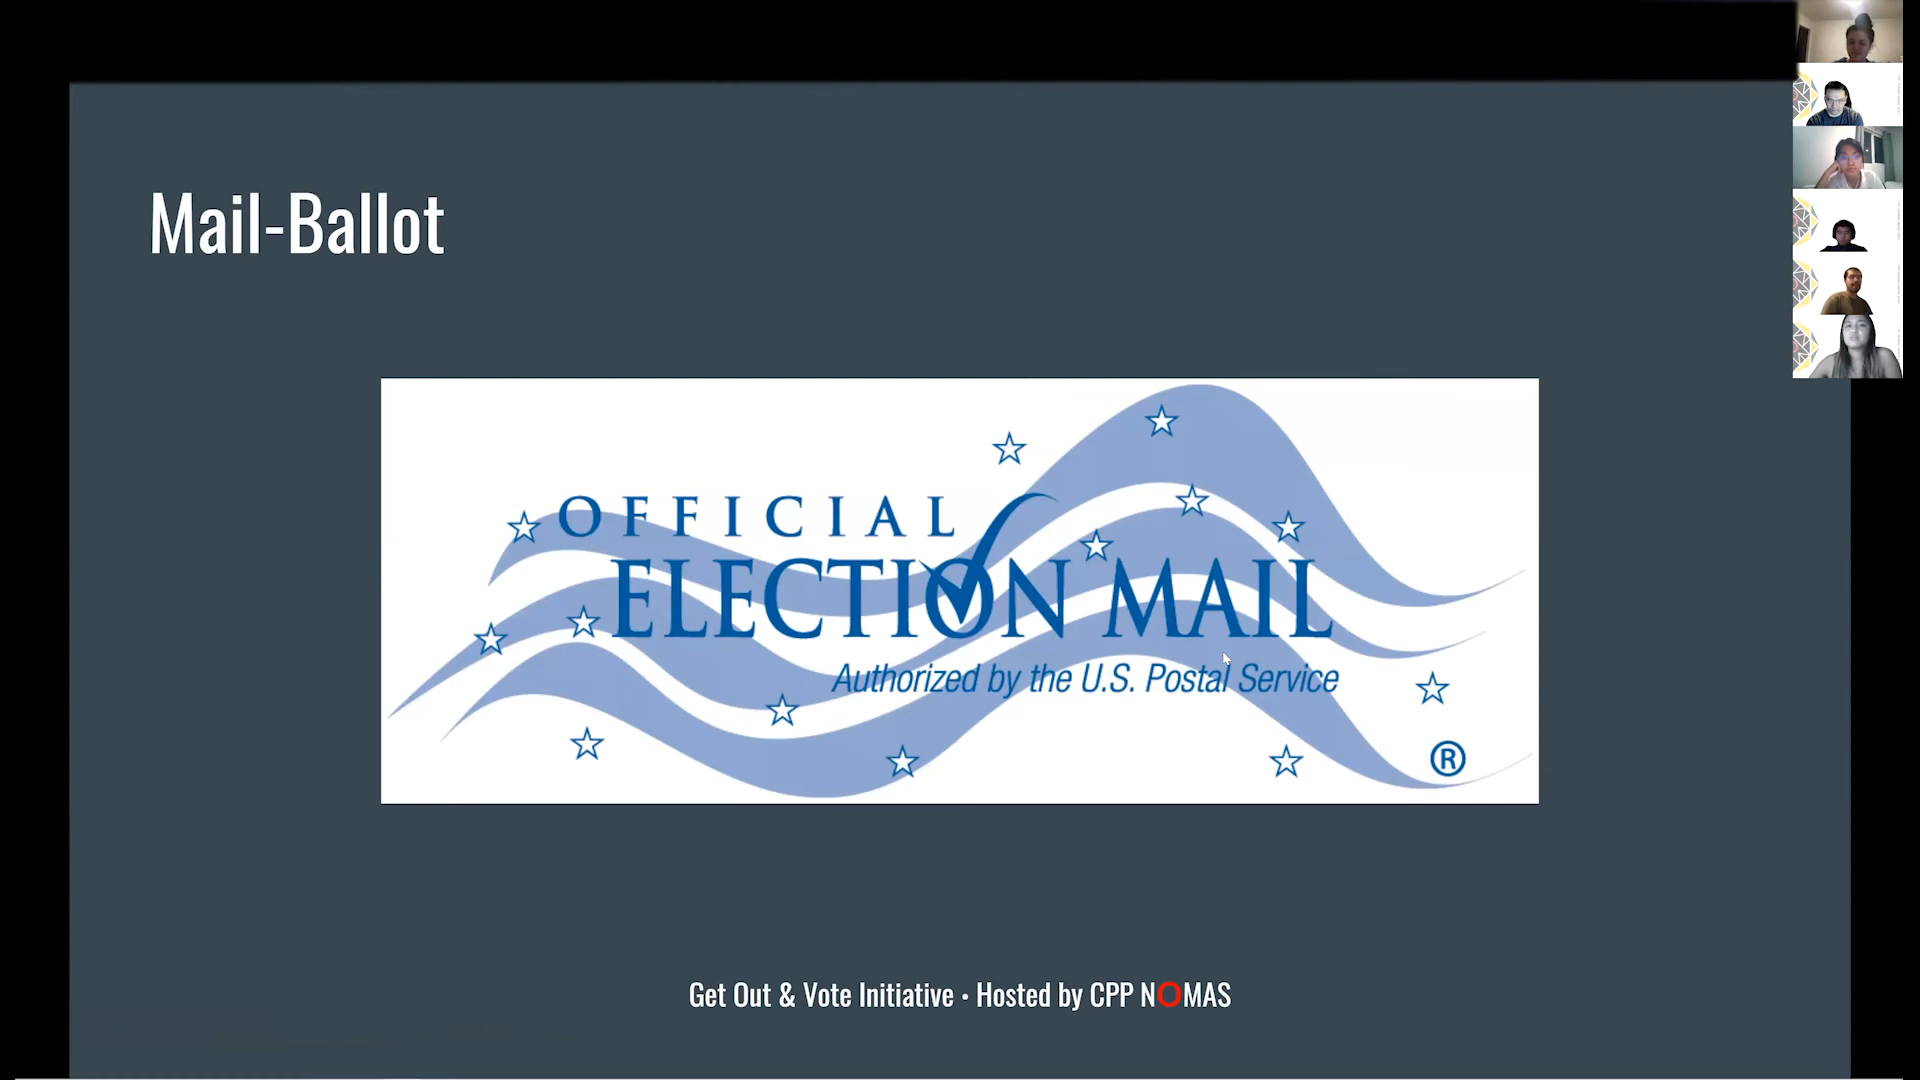 Mail-Ballot
OFFICIAL
ELECTION MAIL
Authorized by the U.S. Postal Service
®
Get Out & Vote Initiative • Hosted by CPP NOMAS